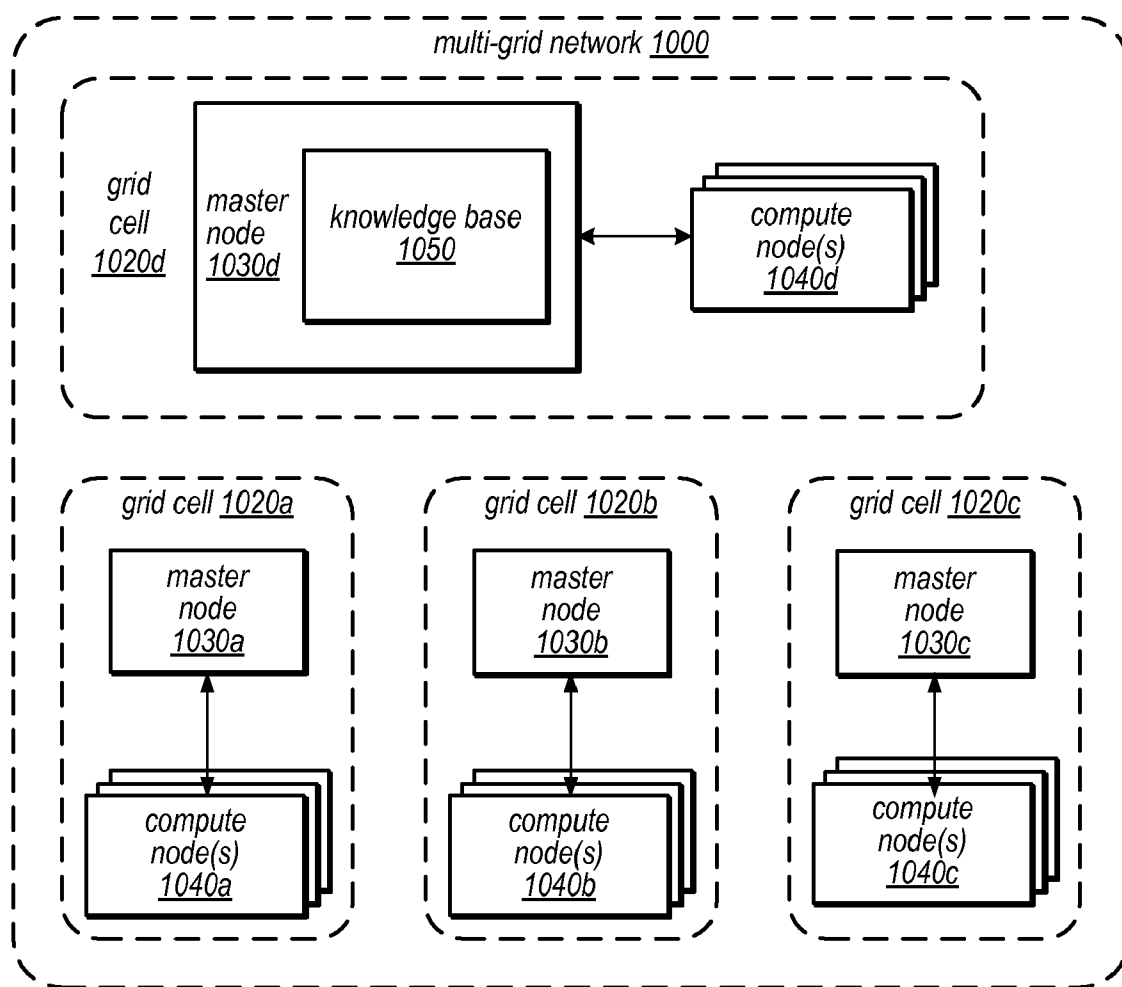 multi-grid network 1000
grid
cell
1020d
master
node
1030d
knowledge base
1050
compute
node(s)
1040d
grid cell 1020a
master
node
1030a
compute
node(s)
1040a
grid cell 1020b
master
node
1030b
compute
node(s)
1040b
grid cell 1020c
master
node
1030c
compute
node(s)
1040c